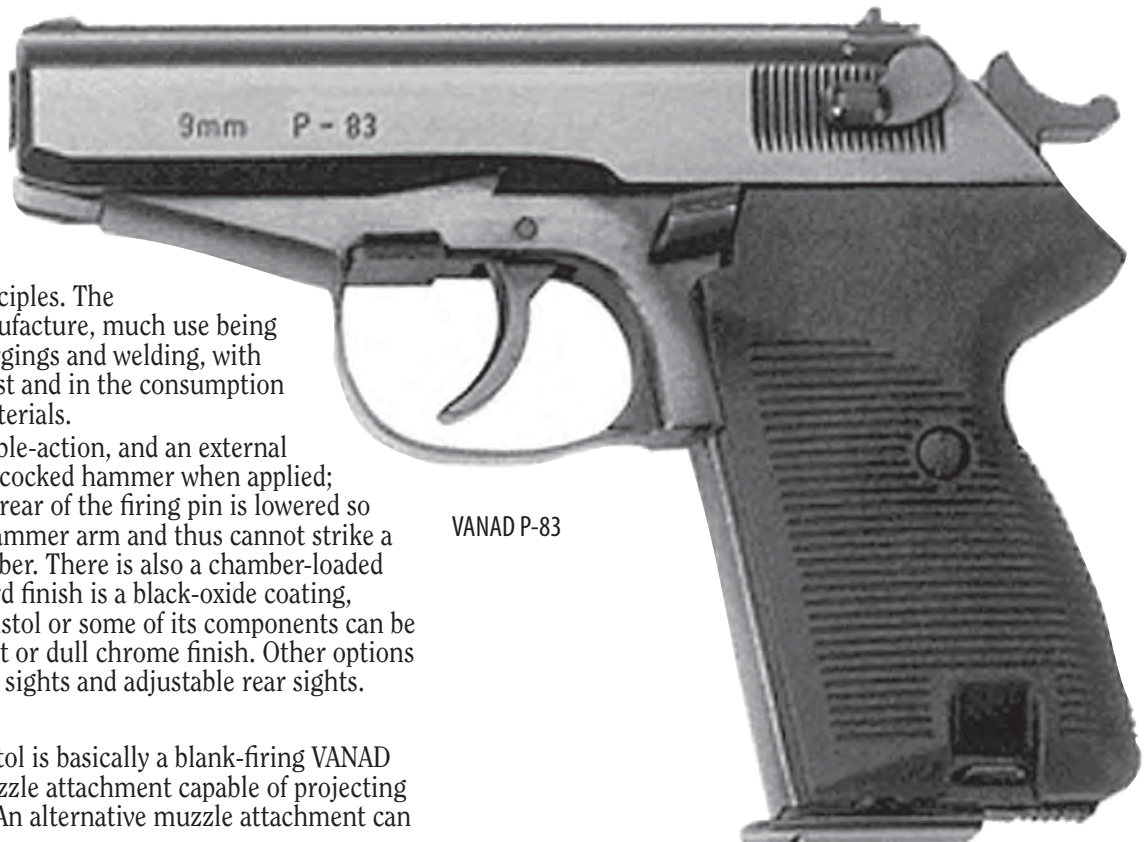 9mm P-83
ciples. The
ufacture, much use being
rgings and welding, with
st and in the consumption
terials.
ble-action, and an external
cocked hammer when applied;
rear of the firing pin is lowered so
ammer arm and thus cannot strike a
ber. There is also a chamber-loaded
d finish is a black-oxide coating,
istol or some of its components can be
t or dull chrome finish. Other options
sights and adjustable rear sights.
tol is basically a blank-firing VANAD
zzle attachment capable of projecting
An alternative muzzle attachment can
VANAD P-83